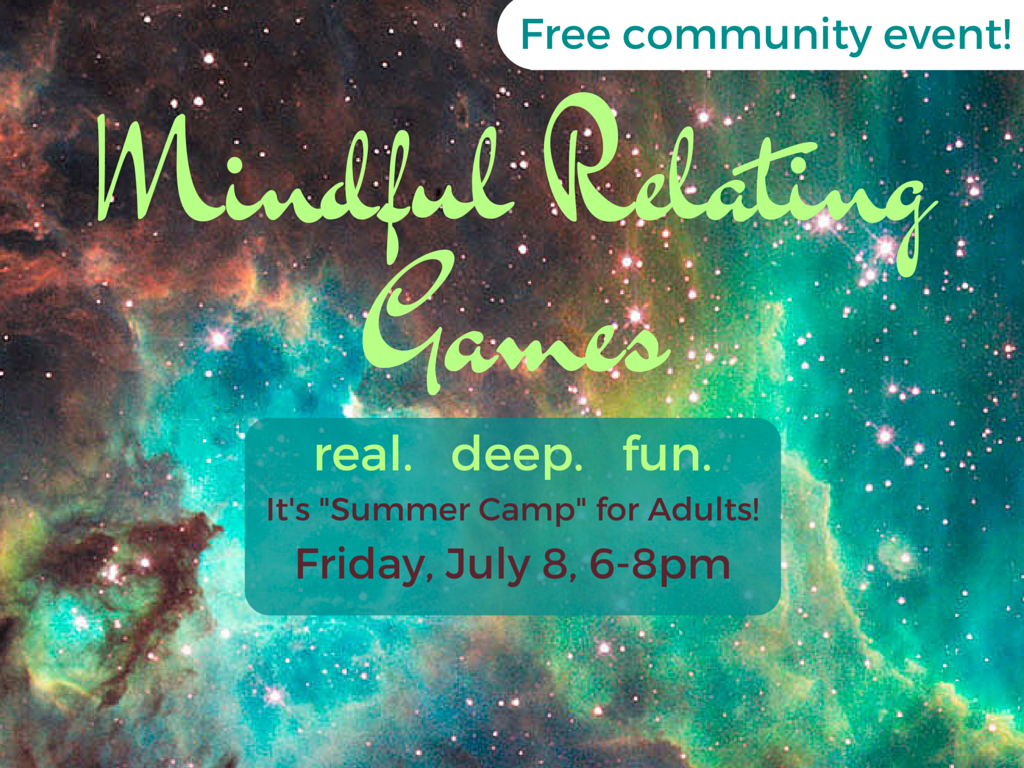 Free community event!
Mindful Relating
Games
real. deep. fun.
It's "Summer Camp" for Adults!
Friday, July 8, 6-8pm